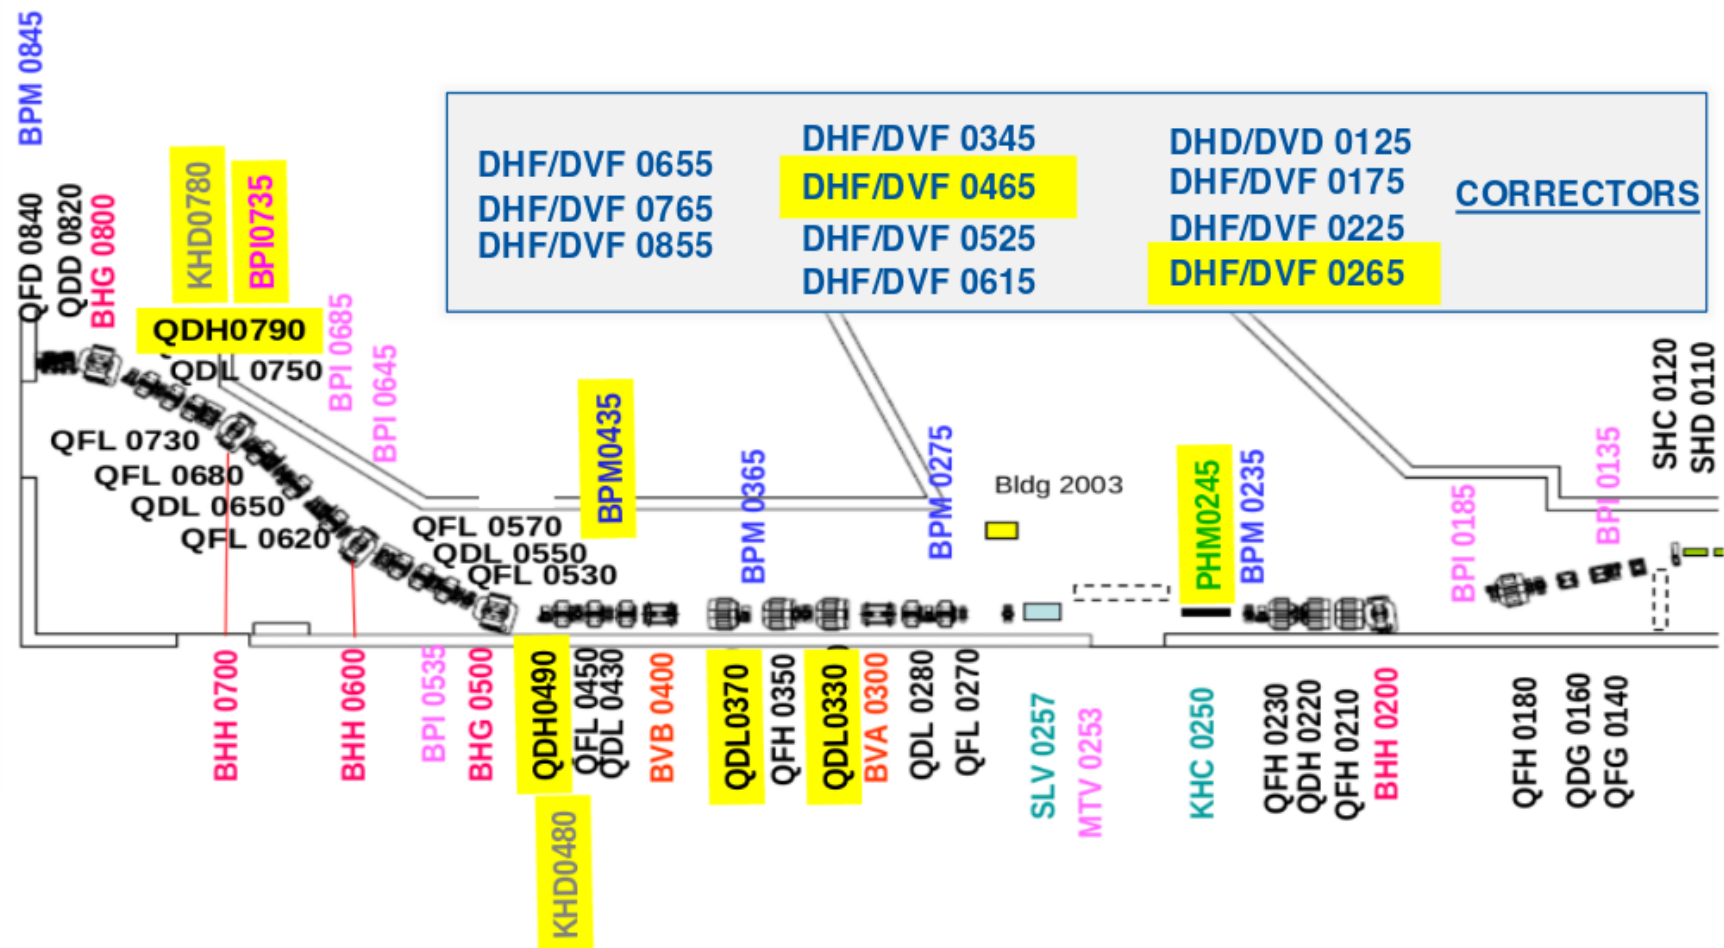 BPM 0845
QFD 0840
QDD 0820
BHG 0800
KHD0780
BPI0735
QDH0790
QDL 0750
BPI 0685
BPI 0645
DHF/DVF 0655
DHF/DVF 0765
DHF/DVF 0855
DHF/DVF 0345
DHF/DVF 0465
DHF/DVF 0525
DHF/DVF 0615
DHD/DVD 0125
DHF/DVF 0175
DHF/DVF 0225
DHF/DVF 0265
CORRECTORS
QFL 0730
QFL 0680
QDL 0650
QFL 0620
QFL 0570
QDL 0550
QFL 0530
BPM0435
BPM 0365
BPM 0275
Bldg 2003
PHM0245
BPM 0235
BPI 0185
BPI 0135
SHC 0120
SHD 0110
BHH 0700
BHH 0600
BPI 0535
BHG 0500
QDH0490
KHD0480
QFL 0450
QDL 0430
BVB 0400
QDL0370
QFH 0350
QDL0330
BVA 0300
QDL 0280
QFL 0270
SLV 0257
MTV 0253
KHC 0250
QFH 0230
QDH 0220
QFH 0210
BHH 0200
QFH 0180
QDG 0160
QFG 0140